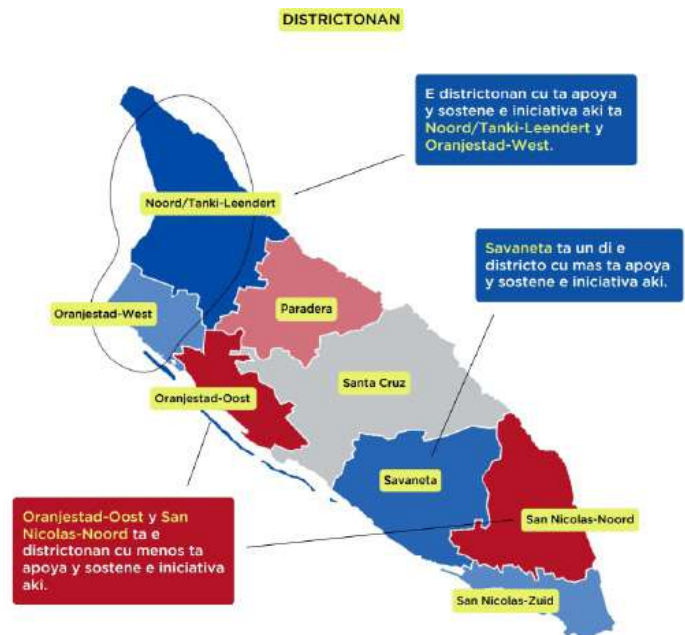 DISTRICTONAN
E districtonan cu ta apoya
y sostene e iniciativa aki ta
Noord/Tanki-Leendert y
Oranjestad-West.
Noord/Tanki-Leendert
Savaneta ta un di e
districto cu mas ta apoya
y sostene e iniciativa aki.
Oranjestad-West
Paradera
Santa Cruz
Oranjestad-Oost
Savaneta
Oranjestad-Oost y San
Nicolas-Noord ta e
districtonan cu menos ta
apoya y sostene e iniciativa
aki.
San Nicolas-Noord
San Nicolas-Zuid